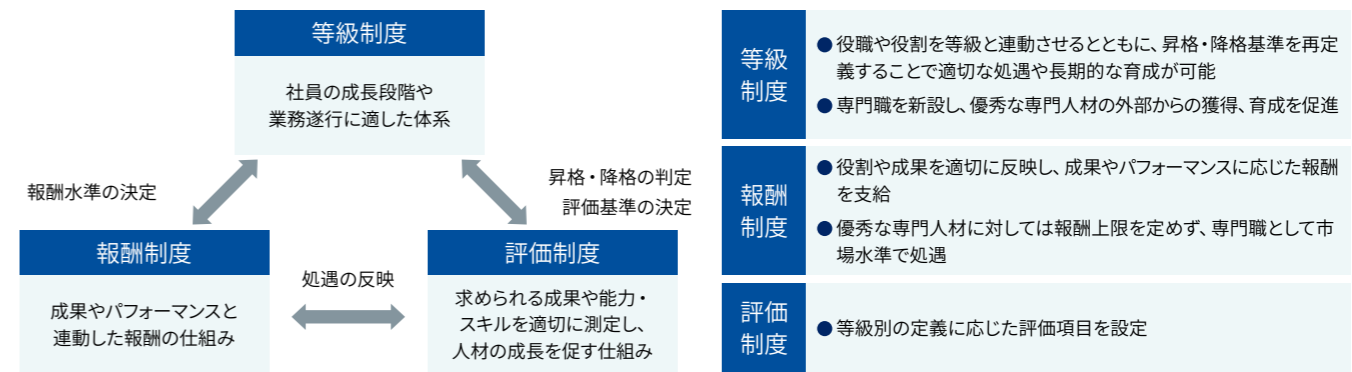 等級制度
社員の成長段階や
業務遂行に適した体系
報酬水準の決定
昇格・降格の判定
評価基準の決定
報酬制度
成果やパフォーマンスと
連動した報酬の仕組み
処遇の反映
評価制度
求められる成果や能力・
スキルを適切に測定し、
人材の成長を促す仕組み
等級
制度
●役職や役割を等級と連動させるとともに、昇格・降格基準を再定
義することで適切な処遇や長期的な育成が可能
●専門職を新設し、優秀な専門人材の外部からの獲得、育成を促進
報酬
制度
●役割や成果を適切に反映し、成果やパフォーマンスに応じた報酬
を支給
●優秀な専門人材に対しては報酬上限を定めず、専門職として市
場水準で処遇
評価
制度
●等級別の定義に応じた評価項目を設定